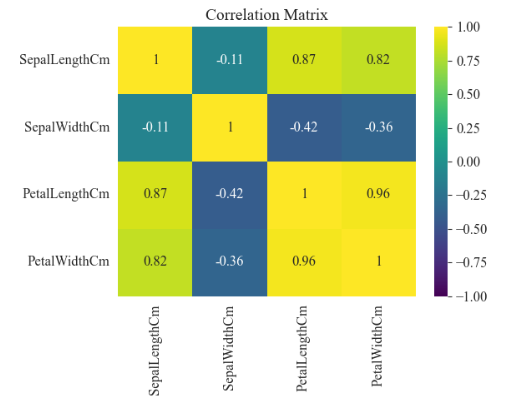 Correlation Matrix
SepalLengthCm 1 -0.11 0.87 0.82
SepalWidthCm -0.11 1 -0.42 -0.36
PetalLengthCm 0.87 -0.42 1 0.96
PetalWidthCm 0.82 -0.36 0.96 1
SepalLengthCm
SepalWidthCm
PetalLengthCm
PetalWidthCm
1.00
0.75
0.50
0.25
0.00
−0.25
−0.50
−0.75
−1.00